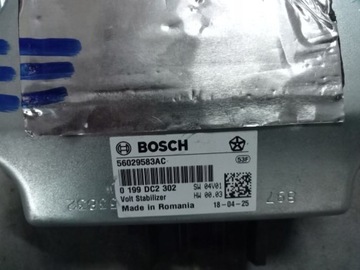 BOSCH
56029583AC
53F
0 199 DC2 302
SW 04V01
Volt Stabilizer
HW 00.03
Made in Romania
18-04-25